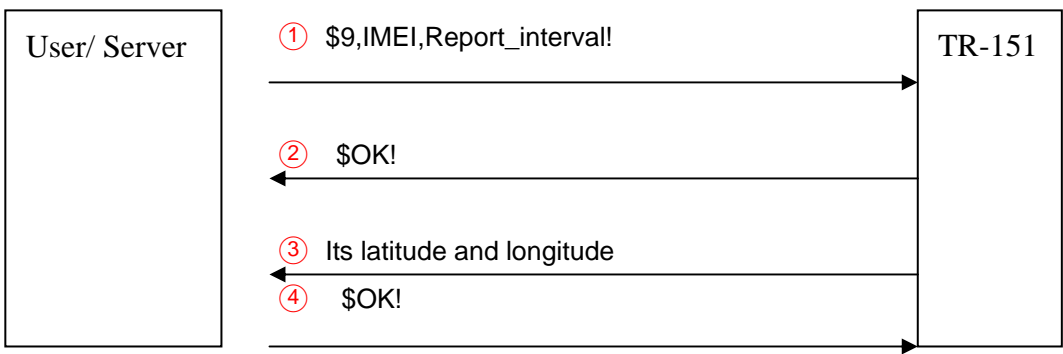 User/ Server
① $9,IMEI,Report_interval!
TR-151
② $OK!
③ Its latitude and longitude
④ $OK!